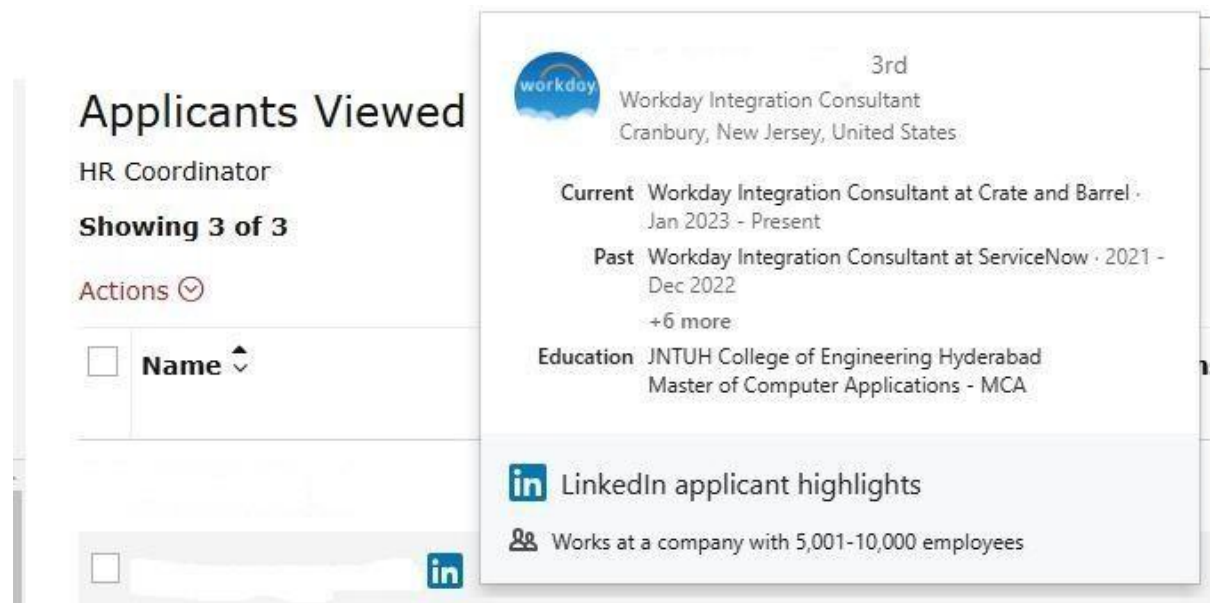 Applicants Viewed
HR Coordinator
Showing 3 of 3
Actions
Name
workday.
3rd
Workday Integration Consultant
Cranbury, New Jersey, United States
Current Workday Integration Consultant at Crate and Barrel ·
Jan 2023 - Present
Past Workday Integration Consultant at ServiceNow · 2021 -
Dec 2022
+6 more
Education JNTUH College of Engineering Hyderabad
Master of Computer Applications - MCA
in LinkedIn applicant highlights
Works at a company with 5,001-10,000 employees
in